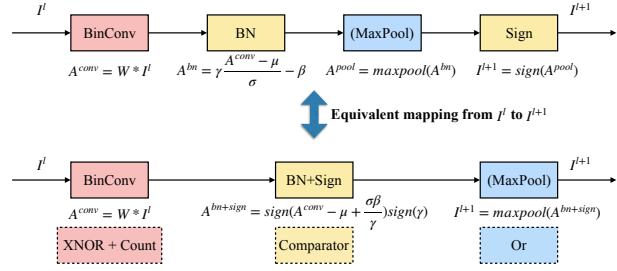 I^l I^{l+1}
BinConv BN (MaxPool) Sign
A^{conv} = W * I^l A^{bn} = γ\frac{A^{conv} − μ}{σ} − β A^{pool} = maxpool(A^{bn}) I^{l+1} = sign(A^{pool})
Equivalent mapping from I^l to I^{l+1}
I^l I^{l+1}
BinConv BN+Sign (MaxPool)
A^{conv} = W * I^l A^{bn+sign} = sign(A^{conv} − μ + \frac{σβ}{γ})sign(γ) I^{l+1} = maxpool(A^{bn+sign})
XNOR + Count Comparator Or